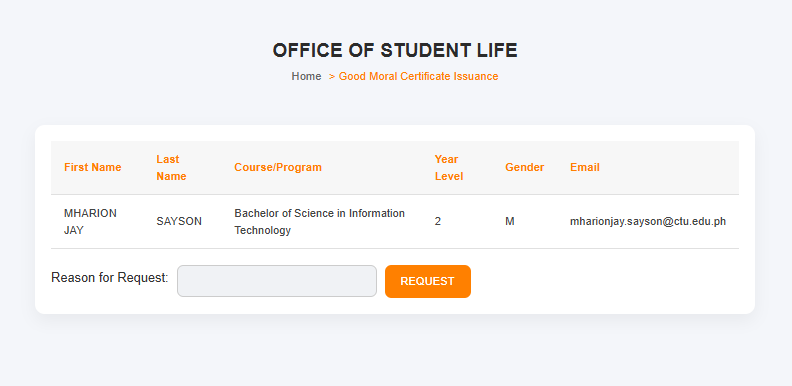 OFFICE OF STUDENT LIFE
Home > Good Moral Certificate Issuance
First Name Last Name Course/Program Year Level Gender Email
MHARION JAY SAYSON Bachelor of Science in Information Technology 2 M mharionjay.sayson@ctu.edu.ph
Reason for Request: REQUEST